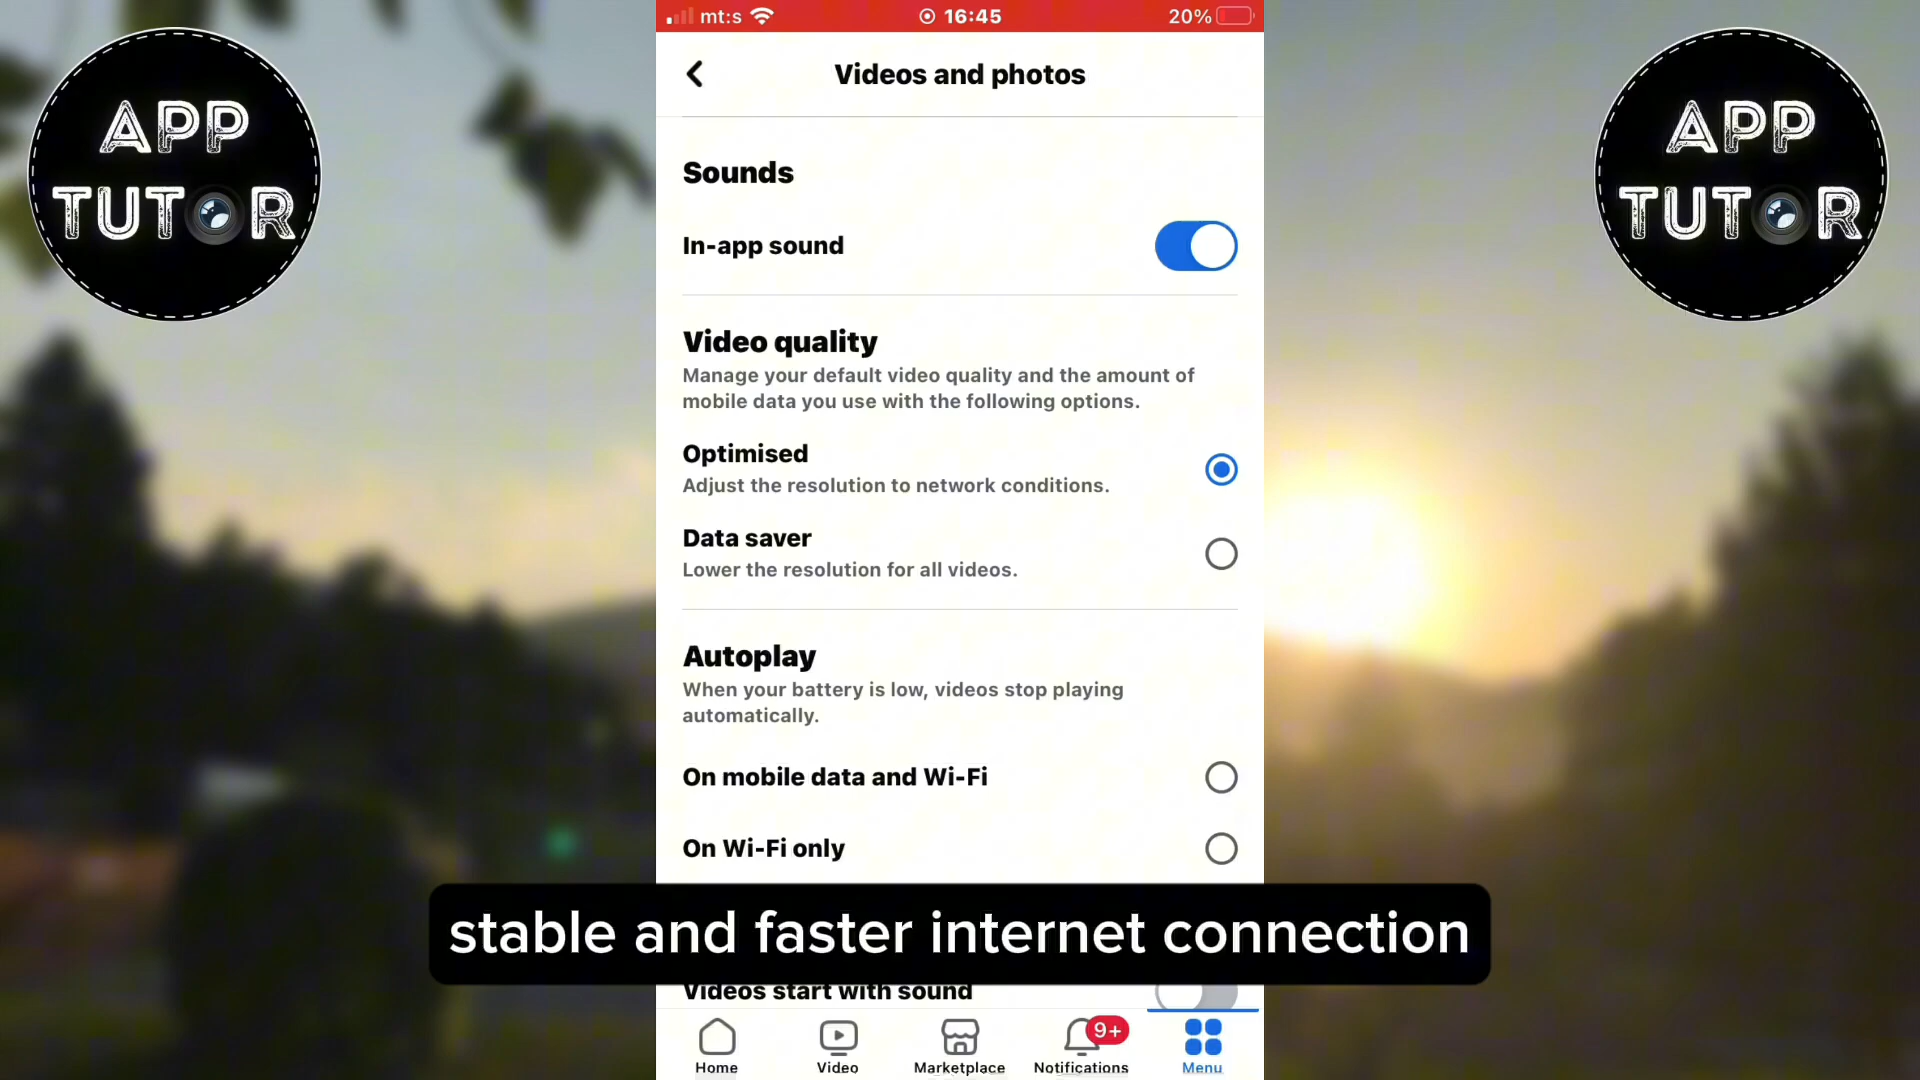 APP
TUTOR
mt:s
16:45
20%
APP
TUTOR
Videos and photos
Sounds
In-app sound
Video quality
Manage your default video quality and the amount of
mobile data you use with the following options.
Optimised
Adjust the resolution to network conditions.
Data saver
Lower the resolution for all videos.
Autoplay
When your battery is low, videos stop playing
automatically.
On mobile data and Wi-Fi
On Wi-Fi only
stable and faster internet connection
Videos start with sound
9+
Home
Video
Marketplace
Notifications
Menu